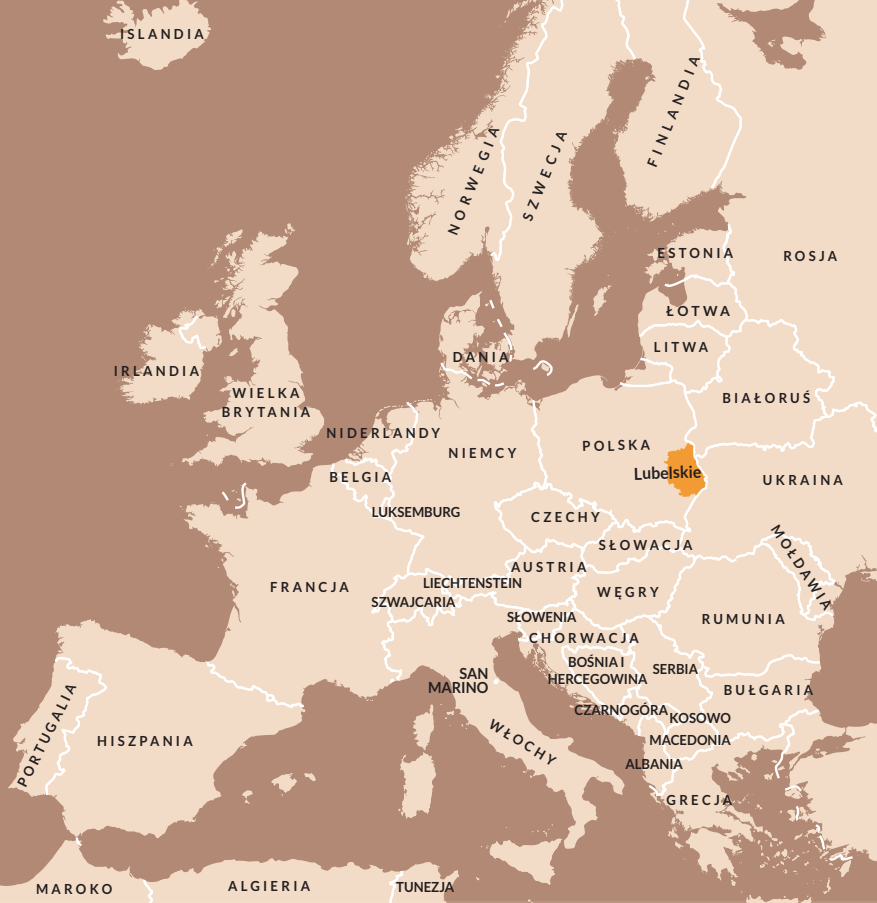 ISLANDIA
NORWEGIA
SZWECJA
FINLANDIA
ESTONIA
ROSJA
ŁOTWA
LITWA
DANIA
IRLANDIA
WIELKA
BRYTANIA
BIAŁORUŚ
NIDERLANDY
NIEMCY
POLSKA
Lubelskie
BELGIA
UKRAINA
LUKSEMBURG
CZECHY
SŁOWACJA
MOŁDAWIA
AUSTRIA
LIECHTENSTEIN
FRANCJA
SZWAJCARIA
WĘGRY
SŁOWENIA
RUMUNIA
CHORWACJA
BOŚNIA I
HERCEGOWINA
SERBIA
SAN
MARINO
BUŁGARIA
CZARNOGÓRA
KOSOWO
PORTUGALIA
HISZPANIA
WŁOCHY
MACEDONIA
ALBANIA
GRECJA
MAROKO
ALGIERIA
TUNEZJA